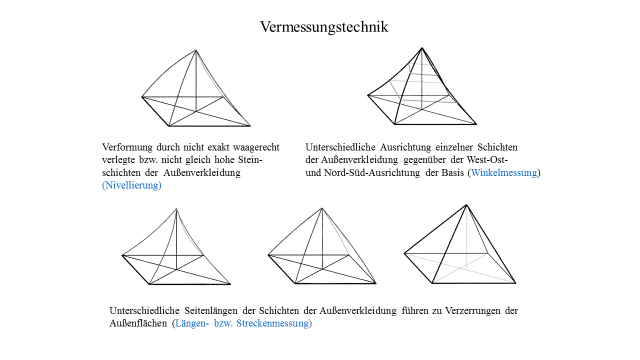 Vermessungstechnik
Verformung durch nicht exakt waagerecht
verlegte bzw. nicht gleich hohe Stein-
schichten der Außenverkleidung
(Nivellierung)
Unterschiedliche Ausrichtung einzelner Schichten
der Außenverkleidung gegenüber der West-Ost-
und Nord-Süd-Ausrichtung der Basis (Winkelmessung)
Unterschiedliche Seitenlängen der Schichten der Außenverkleidung führen zu Verzerrungen der
Außenflächen (Längen- bzw. Streckenmessung)